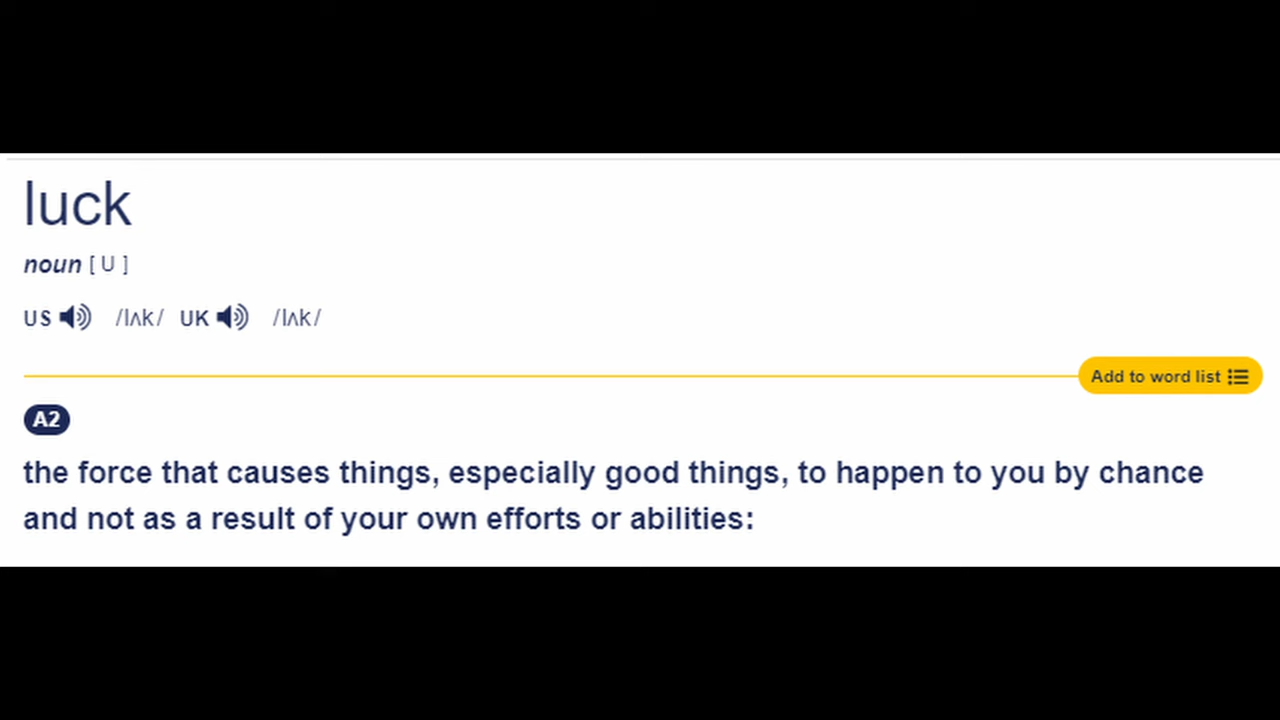 luck
noun [ U ]
US /lʌk/ UK /lʌk/
Add to word list
A2
the force that causes things, especially good things, to happen to you by chance
and not as a result of your own efforts or abilities: